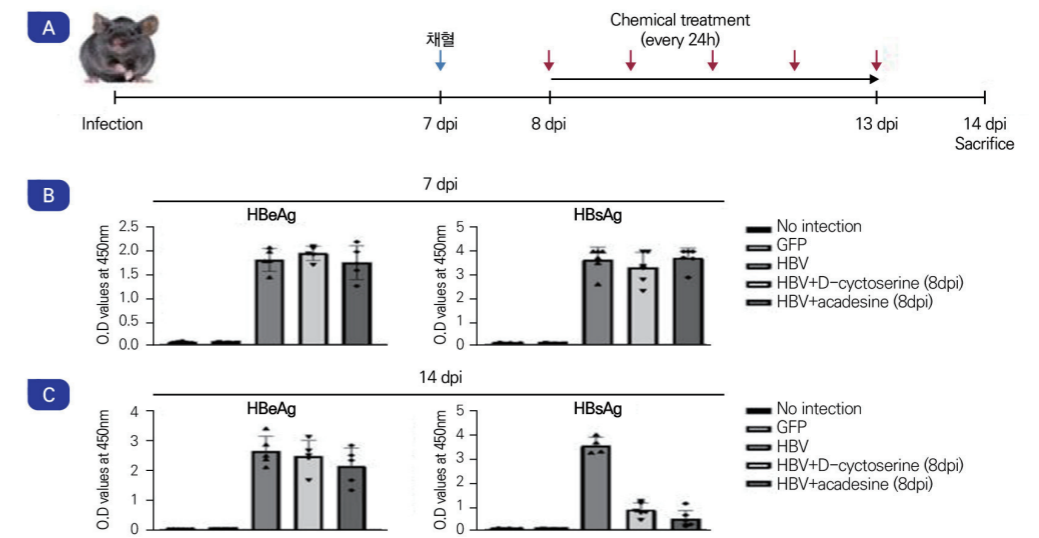 A
채혈
Chemical treatment
(every 24h)
Infection
7 dpi
8 dpi
13 dpi
14 dpi
Sacrifice
B
7 dpi
HBeAg
O.D values at 450nm
2.5
2.0
1.5
1.0
0.5
0.0
HBsAg
O.D values at 450nm
5
4
3
2
1
0
No infection
GFP
HBV
HBV+D-cyctoserine (8dpi)
HBV+acadesine (8dpi)
C
14 dpi
HBeAg
O.D values at 450nm
4
3
2
1
0
HBsAg
O.D values at 450nm
5
4
3
2
1
0
No infection
GFP
HBV
HBV+D-cyctoserine (8dpi)
HBV+acadesine (8dpi)